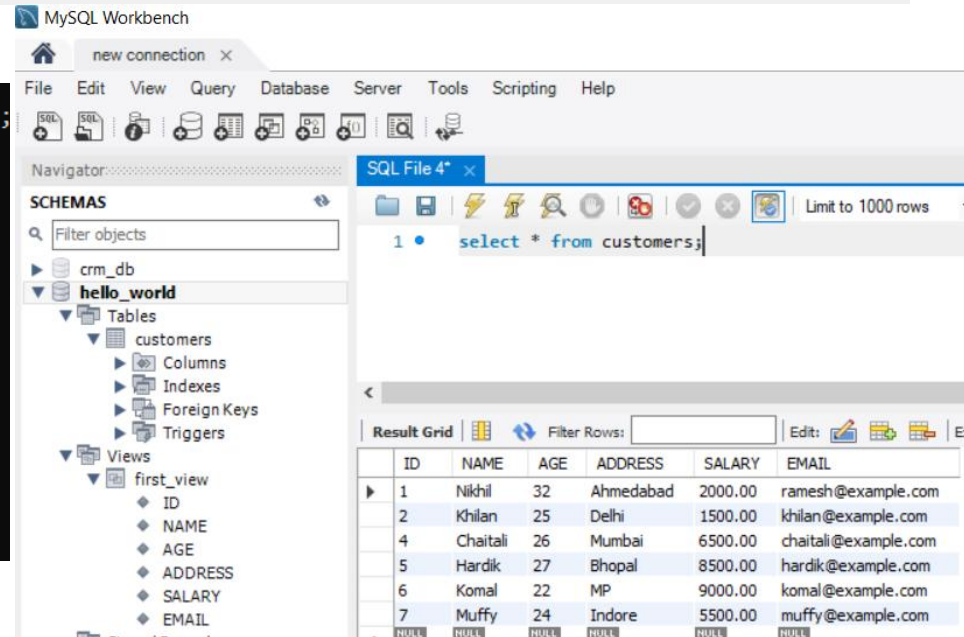 MySQL Workbench
new connection ×
File Edit View Query Database Server Tools Scripting Help
;
Navigator
SCHEMAS
Filter objects
crm_db
hello_world
Tables
customers
Columns
Indexes
Foreign Keys
Triggers
Views
first_view
ID
NAME
AGE
ADDRESS
SALARY
EMAIL
SQL File 4* ×
Limit to 1000 rows
1 select * from customers;
Result Grid Filter Rows: Edit:
ID NAME AGE ADDRESS SALARY EMAIL
1 Nikhil 32 Ahmedabad 2000.00 ramesh@example.com
2 Khilan 25 Delhi 1500.00 khilan@example.com
4 Chaitali 26 Mumbai 6500.00 chaitali@example.com
5 Hardik 27 Bhopal 8500.00 hardik@example.com
6 Komal 22 MP 9000.00 komal@example.com
7 Muffy 24 Indore 5500.00 muffy@example.com
NULL NULL NULL NULL NULL NULL